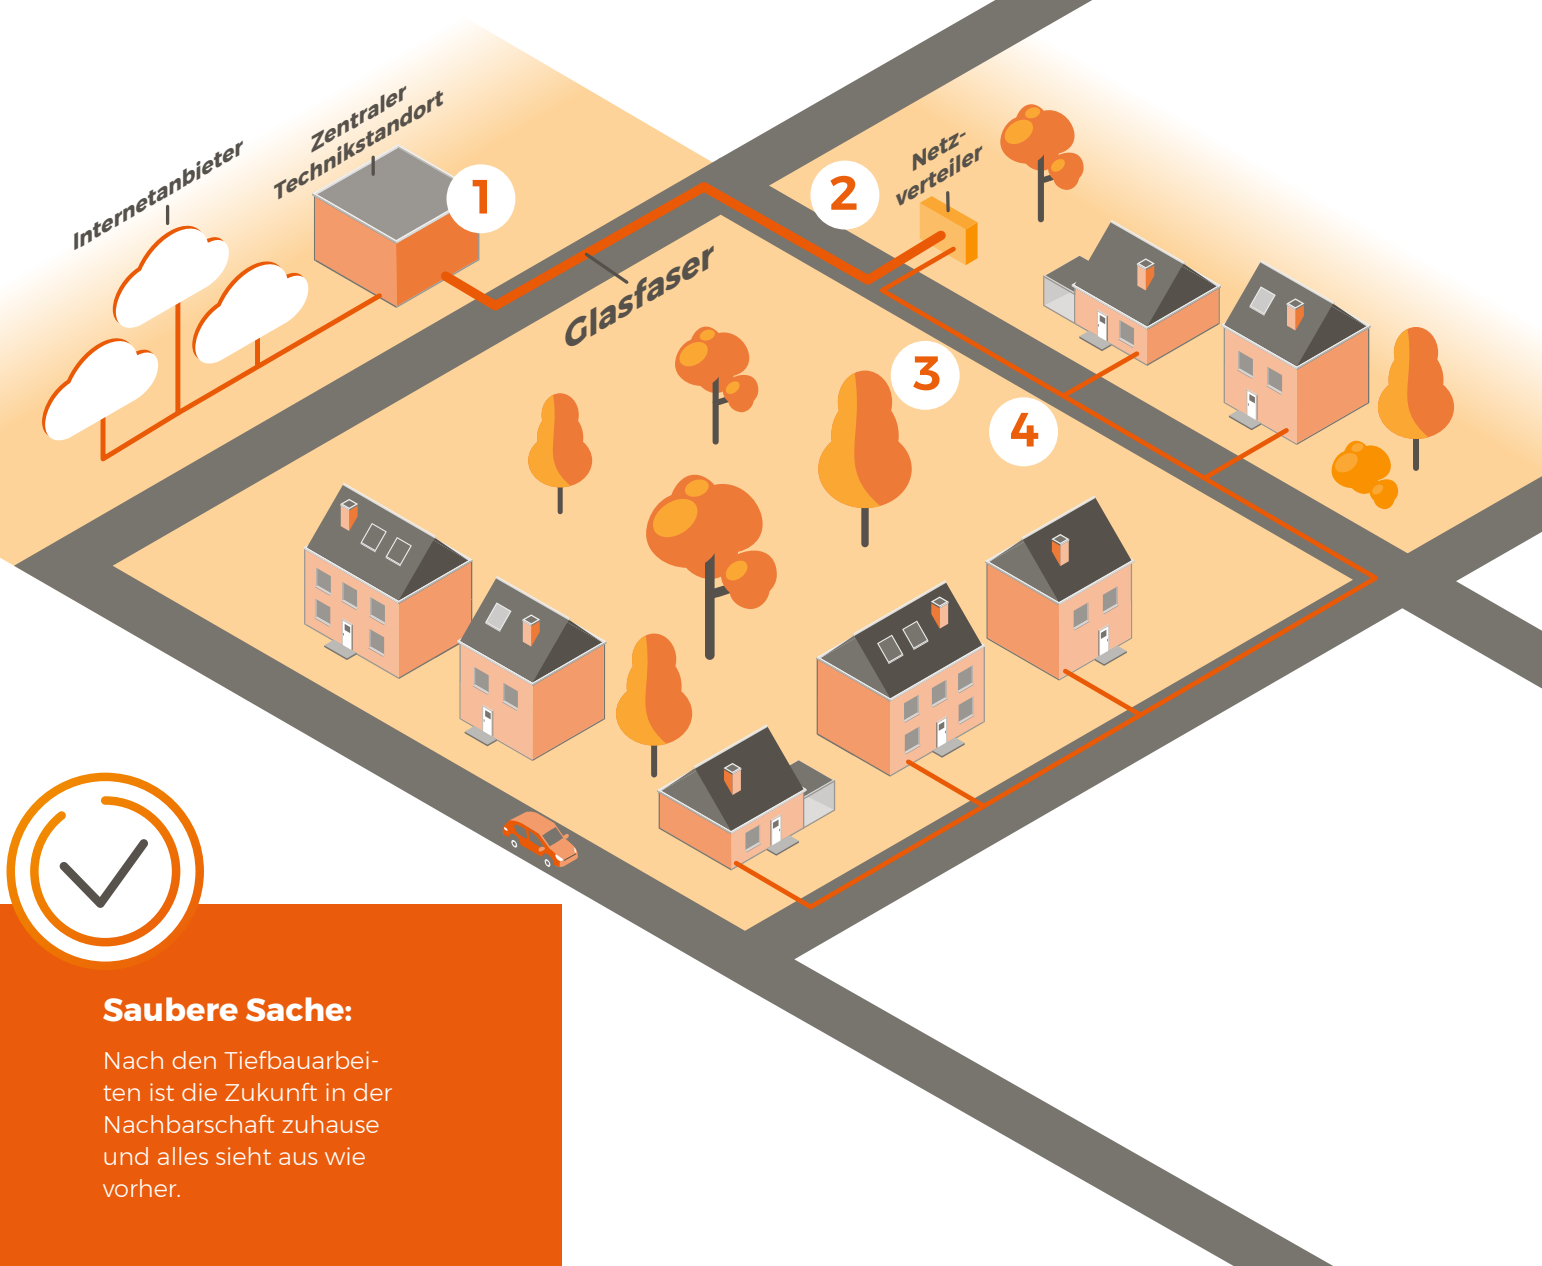 Internetanbieter
Zentraler
Technikstandort
1
2
Netz-
verteiler
Glasfaser
3
4
Saubere Sache:
Nach den Tiefbauarbei-
ten ist die Zukunft in der
Nachbarschaft zuhause
und alles sieht aus wie
vorher.